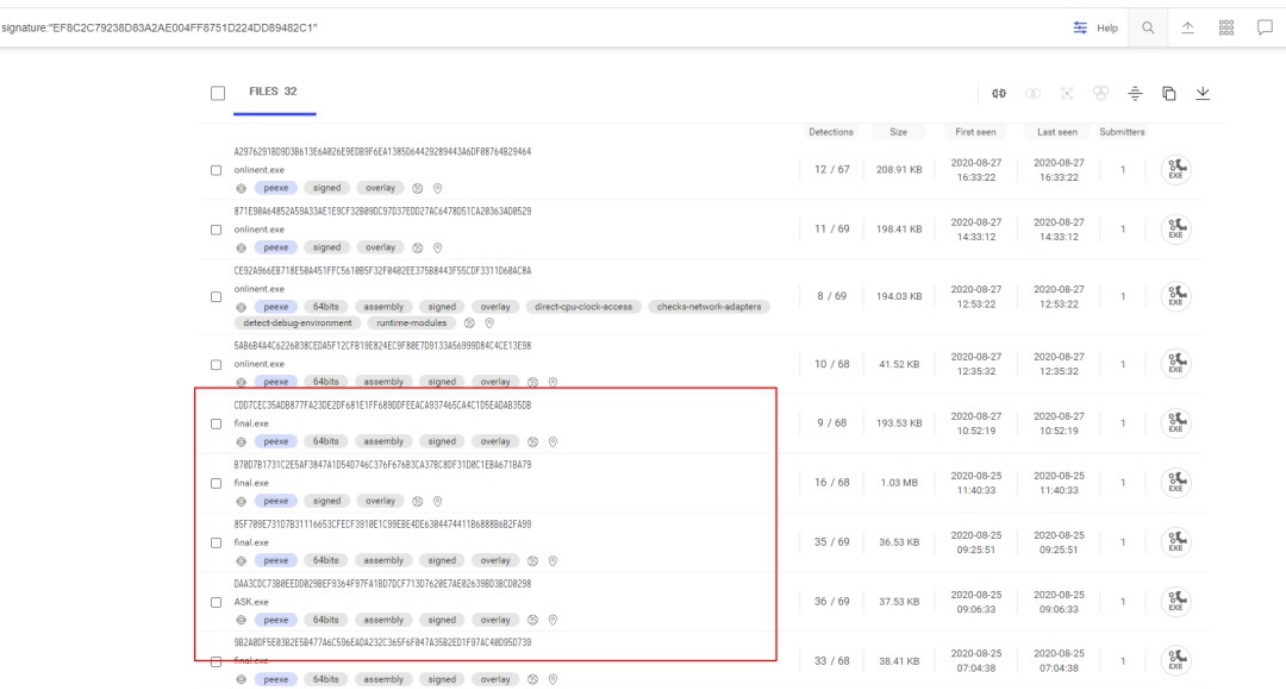 signature:"EF8C2C79238D83A2AE004FF8751D224DD89482C1"
Help
FILES 32
Detections Size First seen Last seen Submitters
A2976291BD9D3B613E6A026E9EDB9F6EA1385D64429289443A6DF08764B29464
onlinent.exe
12 / 67 208.91 KB 2020-08-27 16:33:22 2020-08-27 16:33:22 1 EXE
peexe signed overlay
871E90A64852A59A33AE1E9CF32B09DC97D37EDD27AC6478D51CA20363AD0529
onlinent.exe
11 / 69 198.41 KB 2020-08-27 14:33:12 2020-08-27 14:33:12 1 EXE
peexe signed overlay
CE92A966EB718E50A451FFC5610B5F32F0402EE375B8443F55CDF3311D60AC8A
onlinent.exe
8 / 69 194.03 KB 2020-08-27 12:53:22 2020-08-27 12:53:22 1 EXE
peexe 64bits assembly signed overlay direct-cpu-clock-access checks-network-adapters
detect-debug-environment runtime-modules
5AB6B4A4C6226038CEDA5F12CFB19E824EC9F80E7D9133A56999D84C4CE13E98
onlinent.exe
10 / 68 41.52 KB 2020-08-27 12:35:32 2020-08-27 12:35:32 1 EXE
peexe 64bits assembly signed overlay
CDD7CEC35ADB877FA23DE2DF681E1FF689DDFEEACA937465CA4C1D5EADAB35DB
final.exe
9 / 68 193.53 KB 2020-08-27 10:52:19 2020-08-27 10:52:19 1 EXE
peexe 64bits assembly signed overlay
B70D7B1731C2E5AF3847A1D54D746C376F676B3CA37BC8DF31D0C1EBA671BA79
final.exe
16 / 68 1.03 MB 2020-08-25 11:40:33 2020-08-25 11:40:33 1 EXE
peexe signed overlay
85F709E731D7B31116653CFECF3910E1C99EBE4DE6304474411B6888B6B2FA99
final.exe
35 / 69 36.53 KB 2020-08-25 09:25:51 2020-08-25 09:25:51 1 EXE
peexe 64bits assembly signed overlay
DAA3CDC73B0EEDD029BEF9364F97FA1BD7DCF713D7620E7AE02639BD3BCD0298
ASK.exe
36 / 69 37.53 KB 2020-08-25 09:06:33 2020-08-25 09:06:33 1 EXE
peexe 64bits assembly signed overlay
9B2A0DF5E03B2E5B477A6C596EADA232C365F6F047A35B2ED1F97AC40D95D739
final.exe
33 / 68 38.41 KB 2020-08-25 07:04:38 2020-08-25 07:04:38 1 EXE
peexe 64bits assembly signed overlay